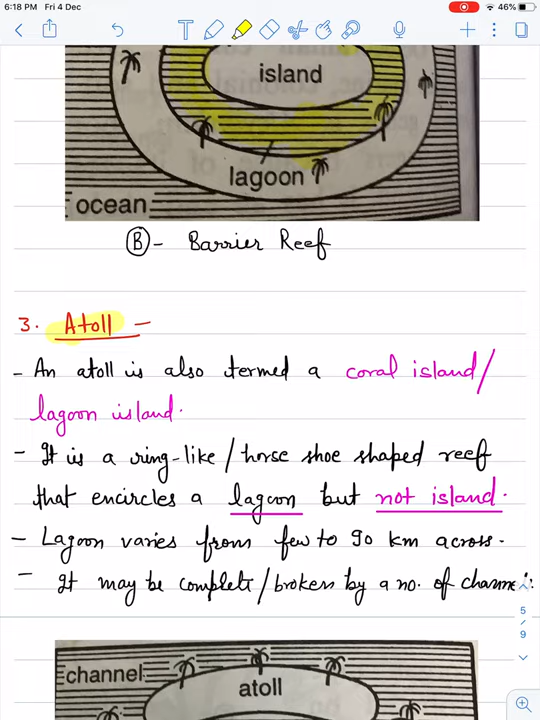 6:18 PM Fri 4 Dec
46%
island
lagoon
ocean
(B) - Barrier Reef
3. Atoll -
- An atoll is also termed a coral island/
lagoon island.
- It is a ring-like / horse shoe shaped reef
that encircles a lagoon but not island.
- Lagoon varies from few to 90 km across.
- It may be complete/broken by a no. of channels.
5
/
9
channel
atoll